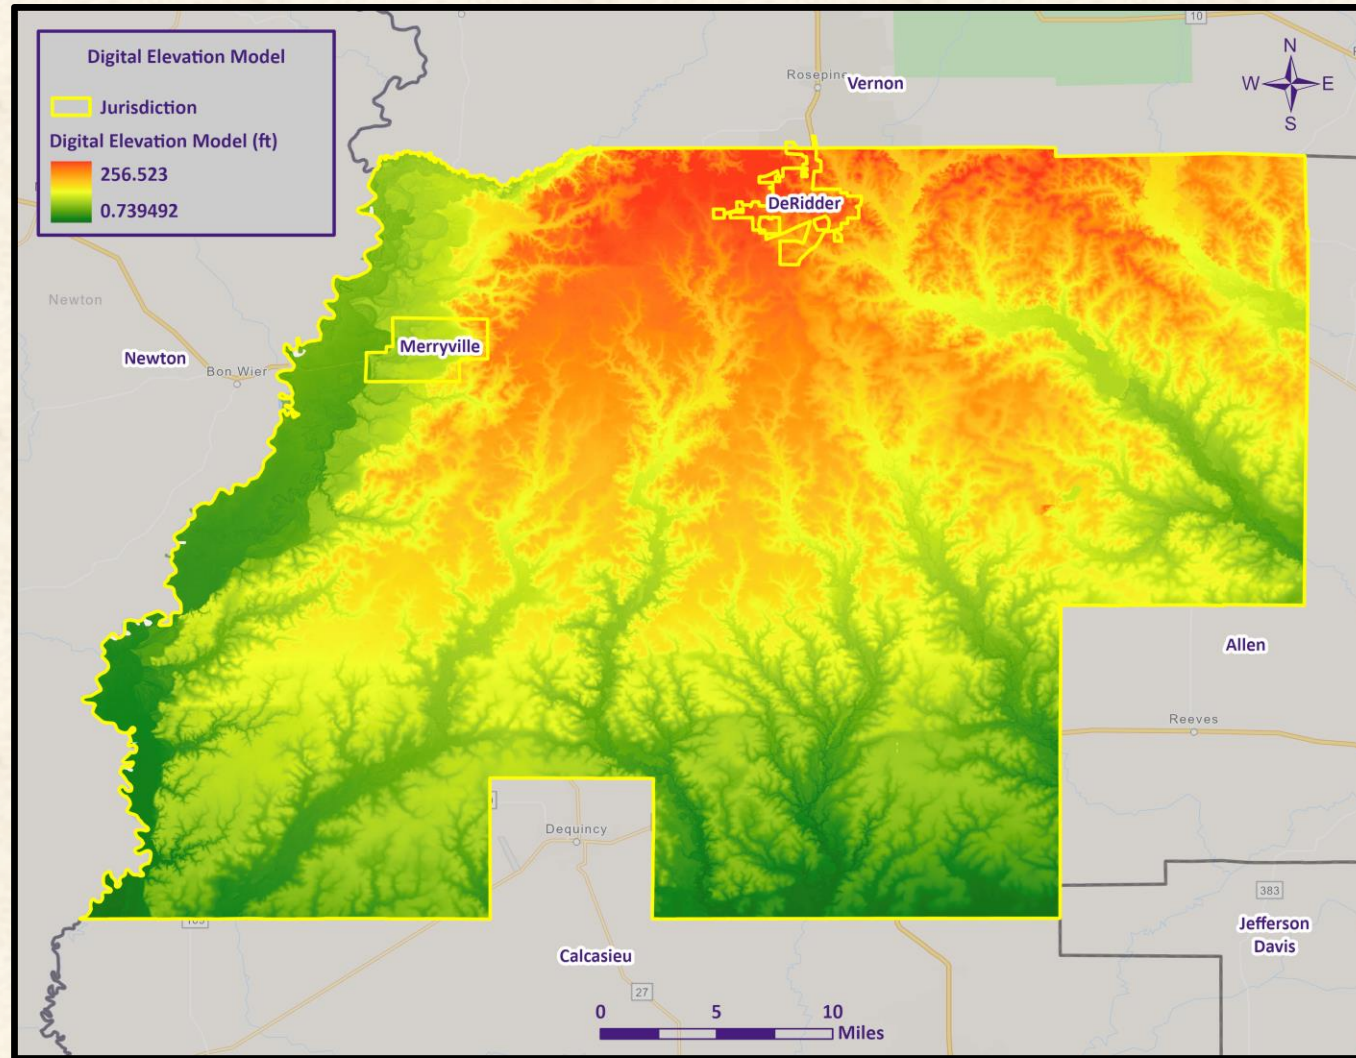 Digital Elevation Model
Jurisdiction
Digital Elevation Model (ft)
256.523
0.739492
10
N
W E
S
Rosepine
Vernon
DeRidder
Newton
Merryville
Newton
Bon Wier
Allen
Reeves
Dequincy
383
Jefferson
Davis
Calcasieu
27
0 5 10
Miles